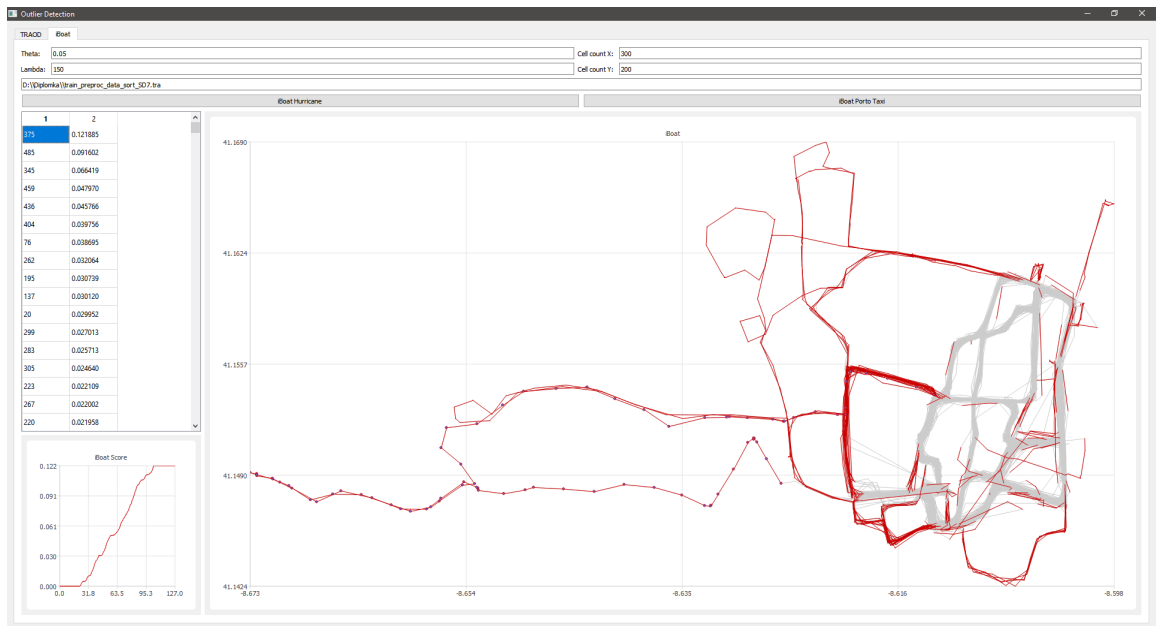 Outlier Detection
TRAOD iBoat
Theta: 0.05 Cell count X: 300
Lambda: 150 Cell count Y: 200
D:\\Diplomka\\train_preproc_data_sort_SD7.tra
iBoat Hurricane iBoat Porto Taxi
1 2
375 0.121885
485 0.091602
345 0.066419
459 0.047970
436 0.045766
404 0.039756
76 0.038695
262 0.032064
195 0.030739
137 0.030120
20 0.029952
299 0.027013
283 0.025713
305 0.024640
223 0.022109
267 0.022002
220 0.021958
iBoat Score
0.122
0.091
0.061
0.030
0.000
0.0 31.8 63.5 95.3 127.0
iBoat
41.1690
41.1624
41.1557
41.1490
41.1424
-8.673 -8.654 -8.635 -8.616 -8.598